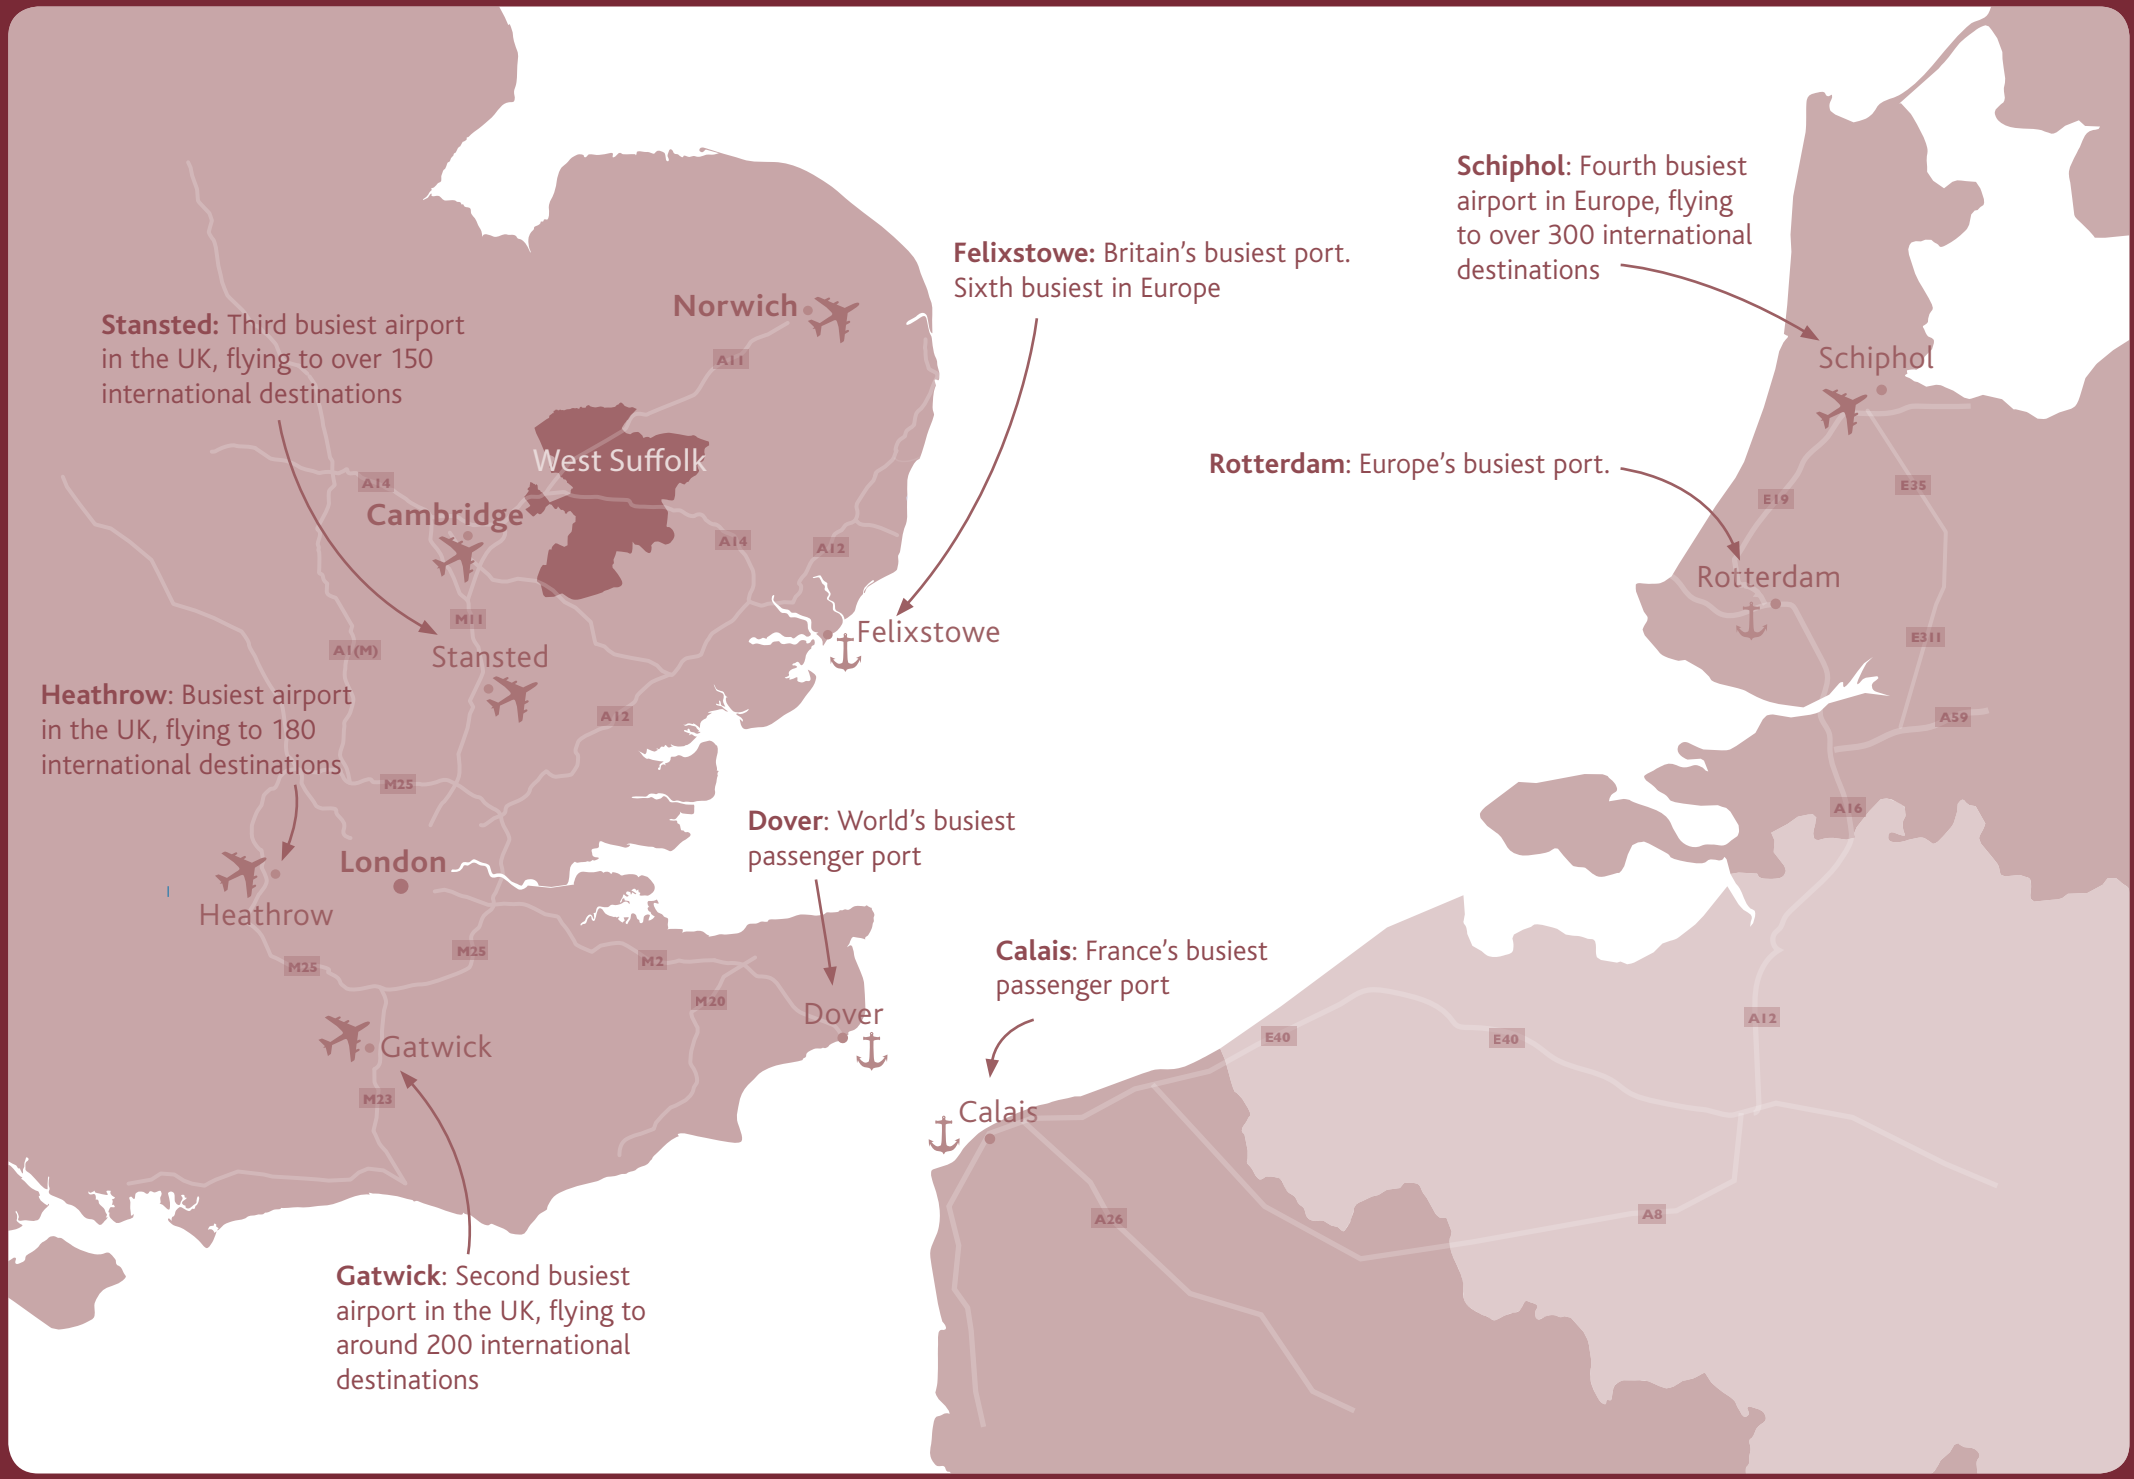 Schiphol: Fourth busiest
airport in Europe, flying
to over 300 international
destinations
Felixstowe: Britain's busiest port.
Sixth busiest in Europe
Norwich
Stansted: Third busiest airport
in the UK, flying to over 150
international destinations
A11
Schiphol
West Suffolk
Rotterdam: Europe's busiest port.
A14
E19
E35
Cambridge
A14
A12
Rotterdam
M11
Felixstowe
E311
A1(M)
Stansted
Heathrow: Busiest airport
in the UK, flying to 180
international destinations
A12
A59
M25
A16
Dover: World's busiest
passenger port
London
Heathrow
M25
M25
M2
Calais: France's busiest
passenger port
M20
Dover
A12
E40
E40
Gatwick
M23
Calais
A26
A8
Gatwick: Second busiest
airport in the UK, flying to
around 200 international
destinations